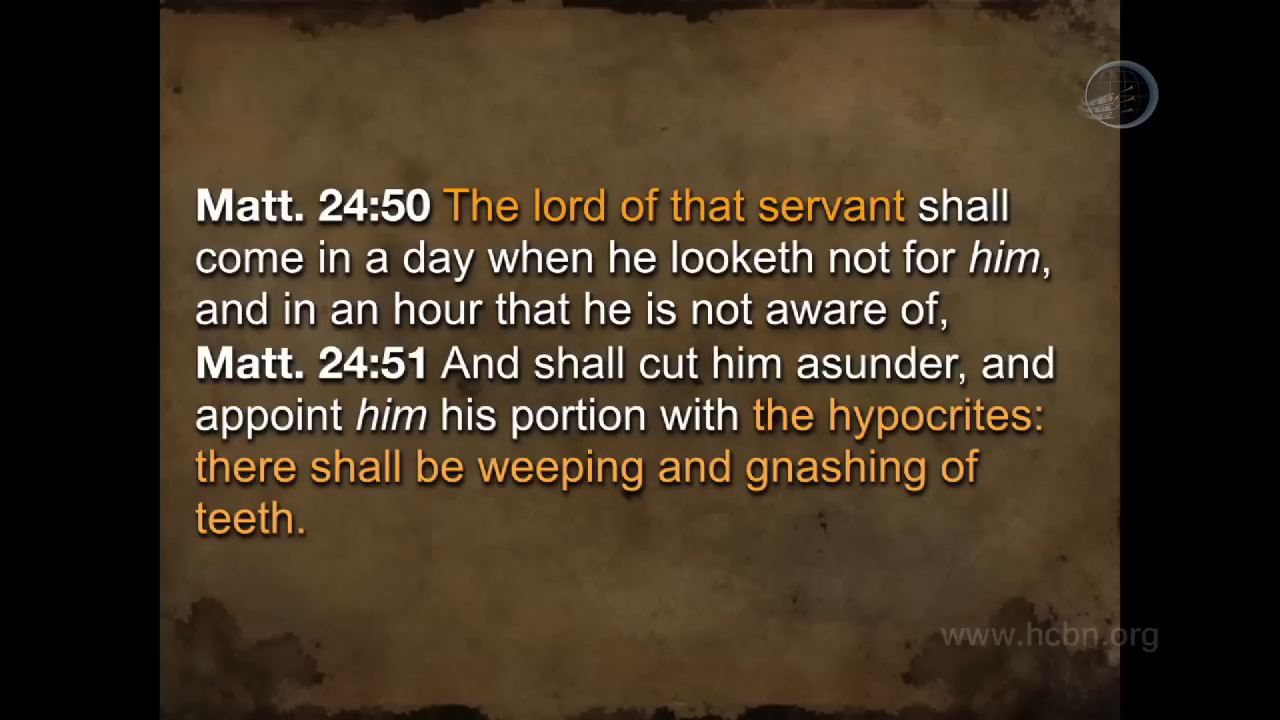 Matt. 24:50 The lord of that servant shall
come in a day when he looketh not for him,
and in an hour that he is not aware of,
Matt. 24:51 And shall cut him asunder, and
appoint him his portion with the hypocrites:
there shall be weeping and gnashing of
teeth.
www.hcbn.org